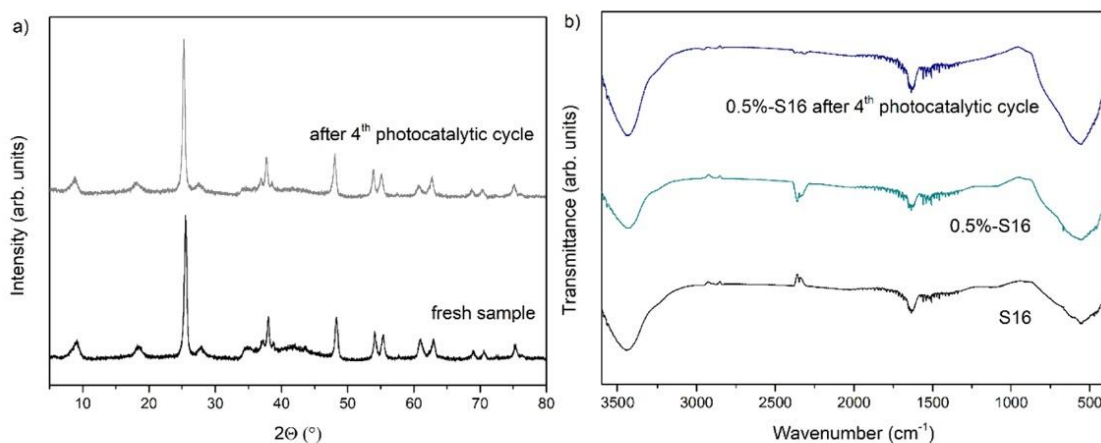 a)
Intensity (arb. units)
after 4th photocatalytic cycle
fresh sample
10 20 30 40 50 60 70 80
2Θ (°)
b)
Transmittance (arb. units)
0.5%-S16 after 4th photocatalytic cycle
0.5%-S16
S16
3500 3000 2500 2000 1500 1000 500
Wavenumber (cm-1)